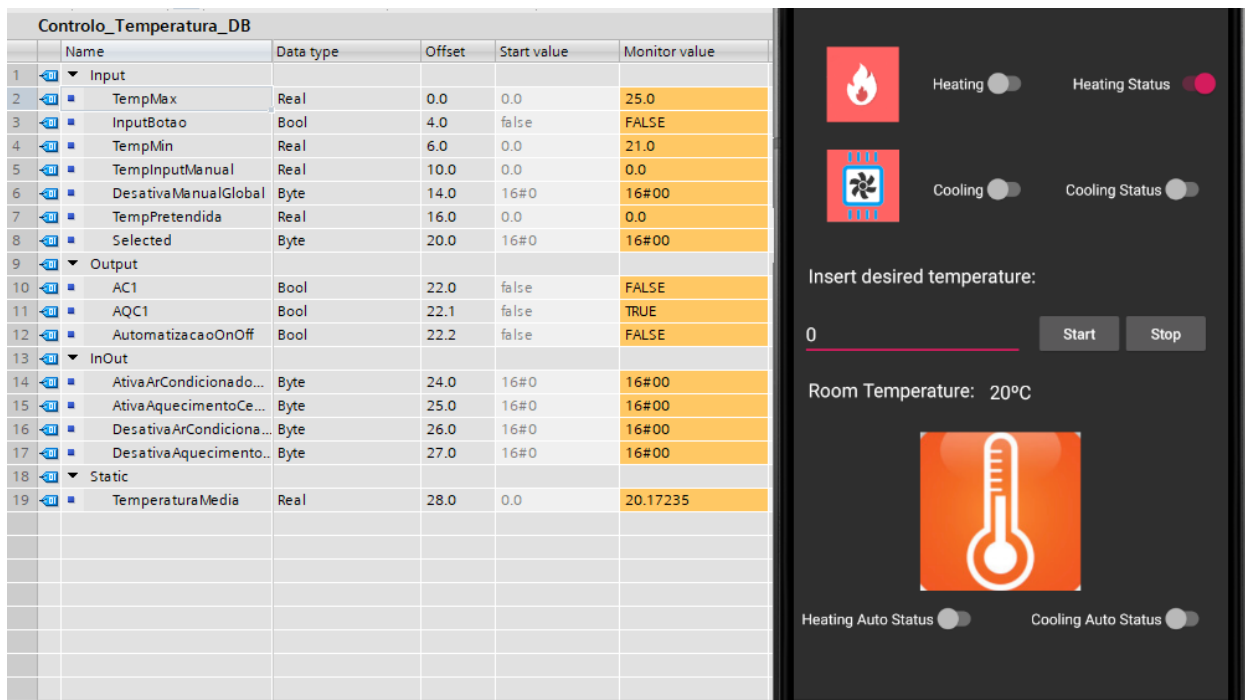 Controlo_Temperatura_DB
Name Data type Offset Start value Monitor value
1 Input
2 TempMax Real 0.0 0.0 25.0
3 InputBotao Bool 4.0 false FALSE
4 TempMin Real 6.0 0.0 21.0
5 TempInputManual Real 10.0 0.0 0.0
6 DesativaManualGlobal Byte 14.0 16#0 16#00
7 TempPretendida Real 16.0 0.0 0.0
8 Selected Byte 20.0 16#0 16#00
9 Output
10 AC1 Bool 22.0 false FALSE
11 AQC1 Bool 22.1 false TRUE
12 AutomatizacaoOnOff Bool 22.2 false FALSE
13 InOut
14 AtivaArCondicionado... Byte 24.0 16#0 16#00
15 AtivaAquecimentoCe... Byte 25.0 16#0 16#00
16 DesativaArCondiciona... Byte 26.0 16#0 16#00
17 DesativaAquecimento... Byte 27.0 16#0 16#00
18 Static
19 TemperaturaMedia Real 28.0 0.0 20.17235
Heating Heating Status
Cooling Cooling Status
Insert desired temperature:
0 Start Stop
Room Temperature: 20ºC
Heating Auto Status Cooling Auto Status